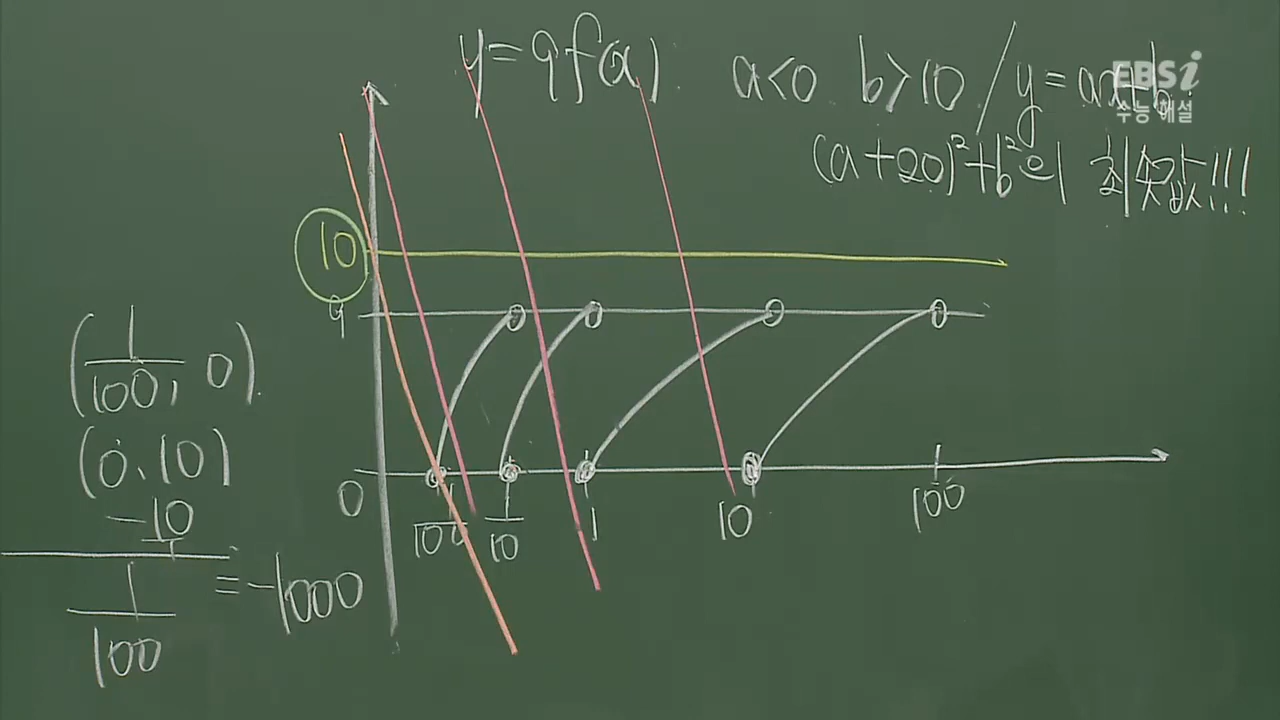 y = 9f(x)
a<0 b>10 / y = ax+b
(a+20)²+b²의 최솟값!!!
EBSi
수능 해설
10
9
0
1/100
1/10
1
10
100
(1/100, 0).
(0, 10)
-10
1/100
= -1000